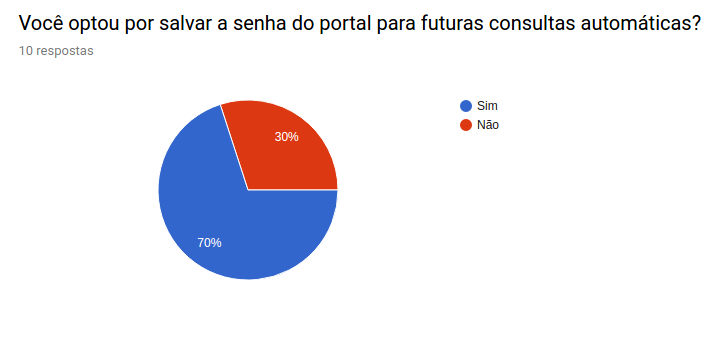 Você optou por salvar a senha do portal para futuras consultas automáticas?
10 respostas
Sim
Não
30%
70%